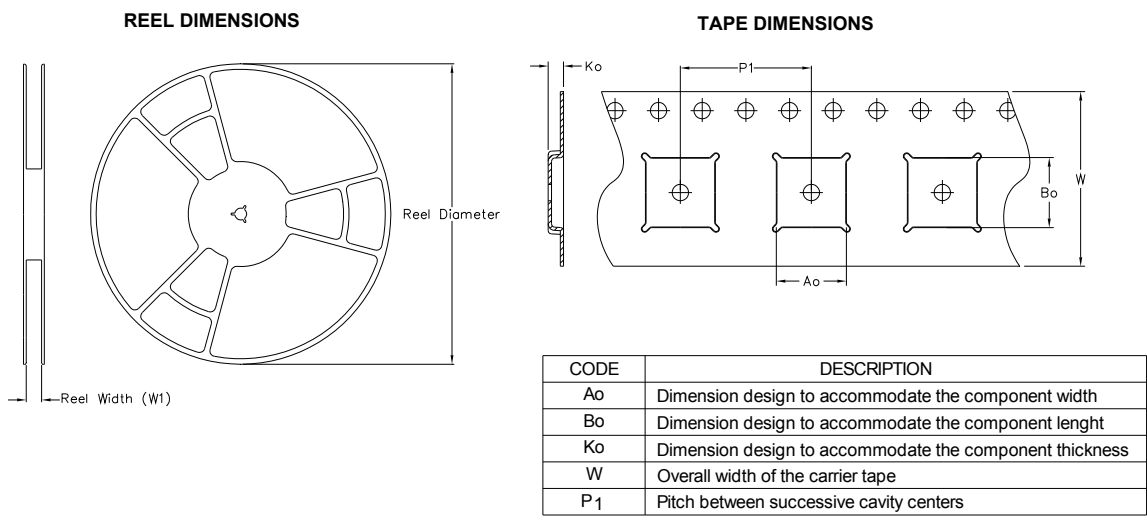 REEL DIMENSIONS
TAPE DIMENSIONS
Ko
P1
Reel Diameter
Bo
W
Ao
Reel Width (W1)
CODE DESCRIPTION
Ao Dimension design to accommodate the component width
Bo Dimension design to accommodate the component lenght
Ko Dimension design to accommodate the component thickness
W Overall width of the carrier tape
P1 Pitch between successive cavity centers